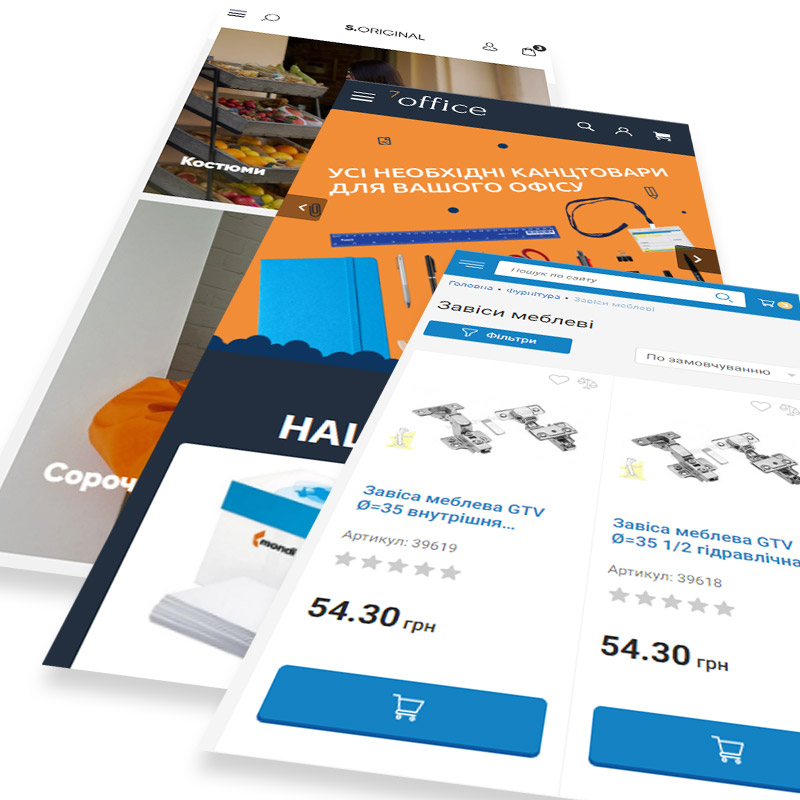 S.ORIGINAL
3
Костюми
Сороч
7office
УСІ НЕОБХІДНІ КАНЦТОВАРИ
ДЛЯ ВАШОГО ОФІСУ
НАШ
mondi
Пошук по сайту
Головна • Фурнітура • Завіси меблеві
Завіси меблеві
Фільтри
По замовчуванню
Завіса меблева GTV
Ø=35 внутрішня...
Артикул: 39619
54.30 грн
Завіса меблева GTV
Ø=35 1/2 гідравлічна
Артикул: 39618
54.30 грн